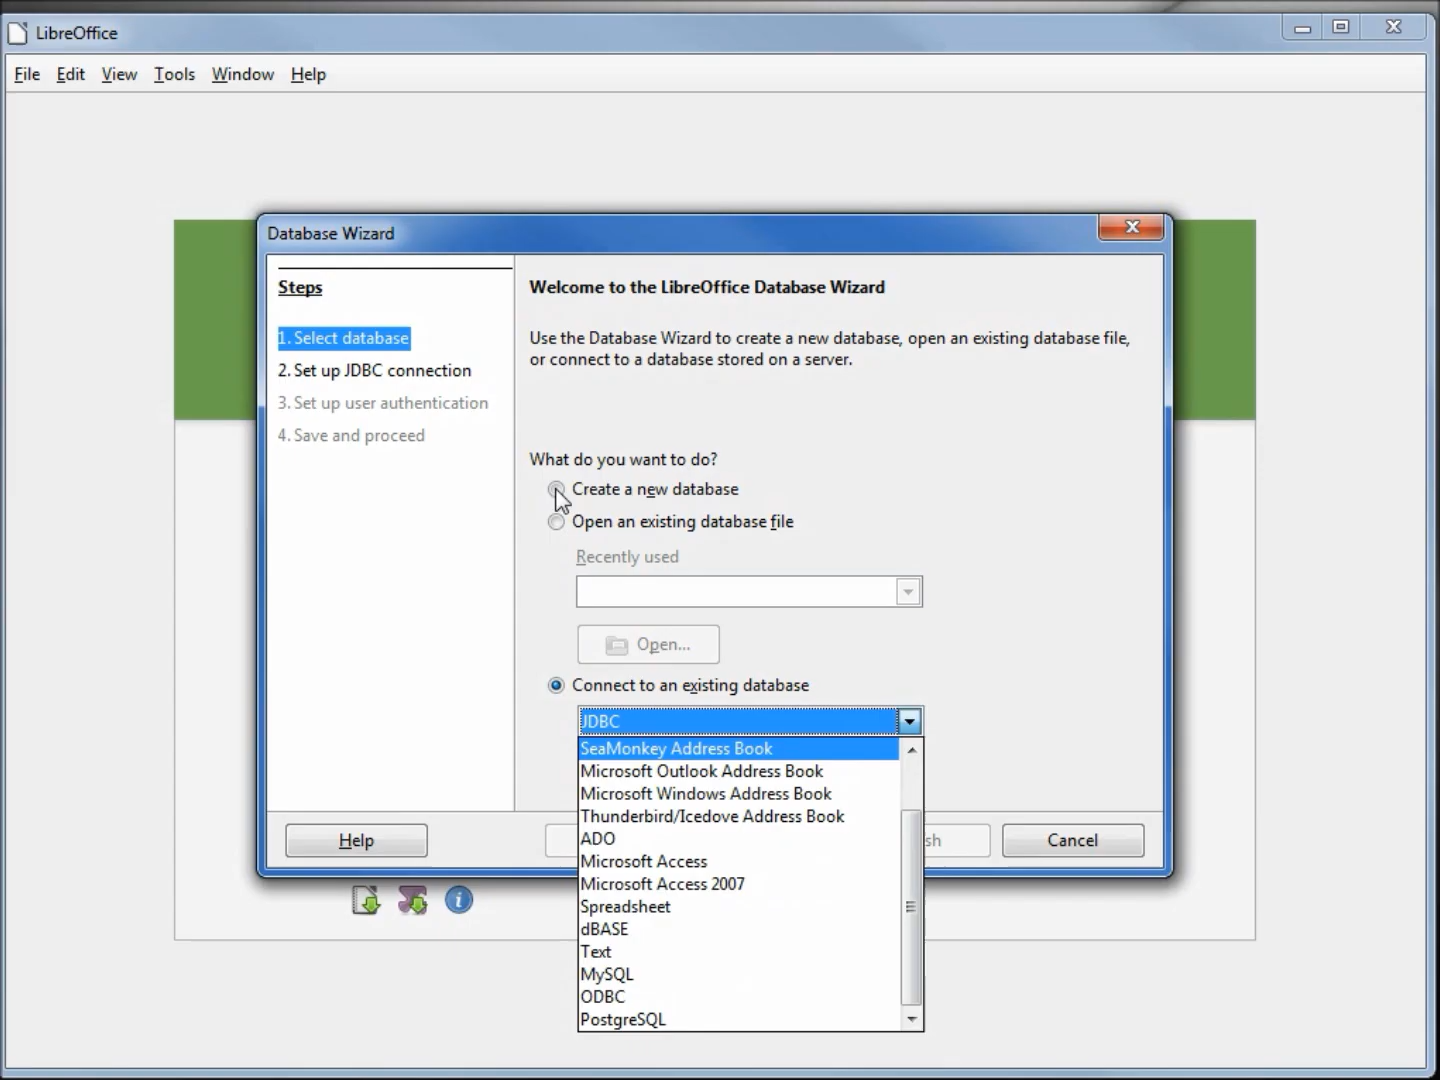 LibreOffice
File Edit View Tools Window Help
Database Wizard
Steps
1. Select database
2. Set up JDBC connection
3. Set up user authentication
4. Save and proceed
Welcome to the LibreOffice Database Wizard
Use the Database Wizard to create a new database, open an existing database file,
or connect to a database stored on a server.
What do you want to do?
Create a new database
Open an existing database file
Recently used
Open...
Connect to an existing database
JDBC
SeaMonkey Address Book
Microsoft Outlook Address Book
Microsoft Windows Address Book
Thunderbird/Icedove Address Book
ADO
Microsoft Access
Microsoft Access 2007
Spreadsheet
dBASE
Text
MySQL
ODBC
PostgreSQL
Help
sh
Cancel